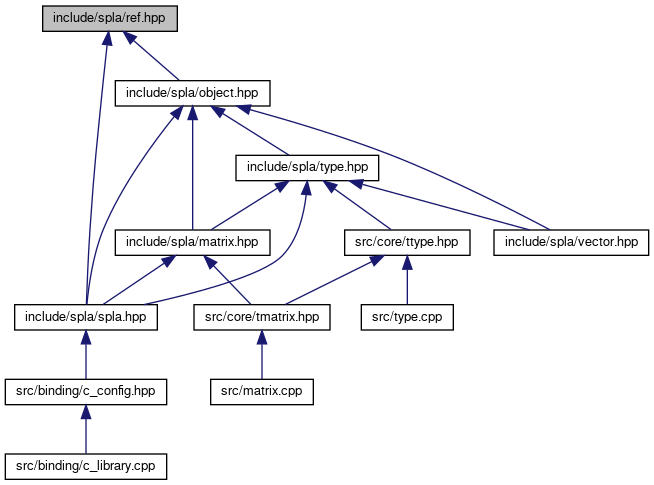 include/spla/ref.hpp
include/spla/object.hpp
include/spla/type.hpp
include/spla/matrix.hpp
src/core/ttype.hpp
include/spla/vector.hpp
include/spla/spla.hpp
src/core/tmatrix.hpp
src/type.cpp
src/binding/c_config.hpp
src/matrix.cpp
src/binding/c_library.cpp